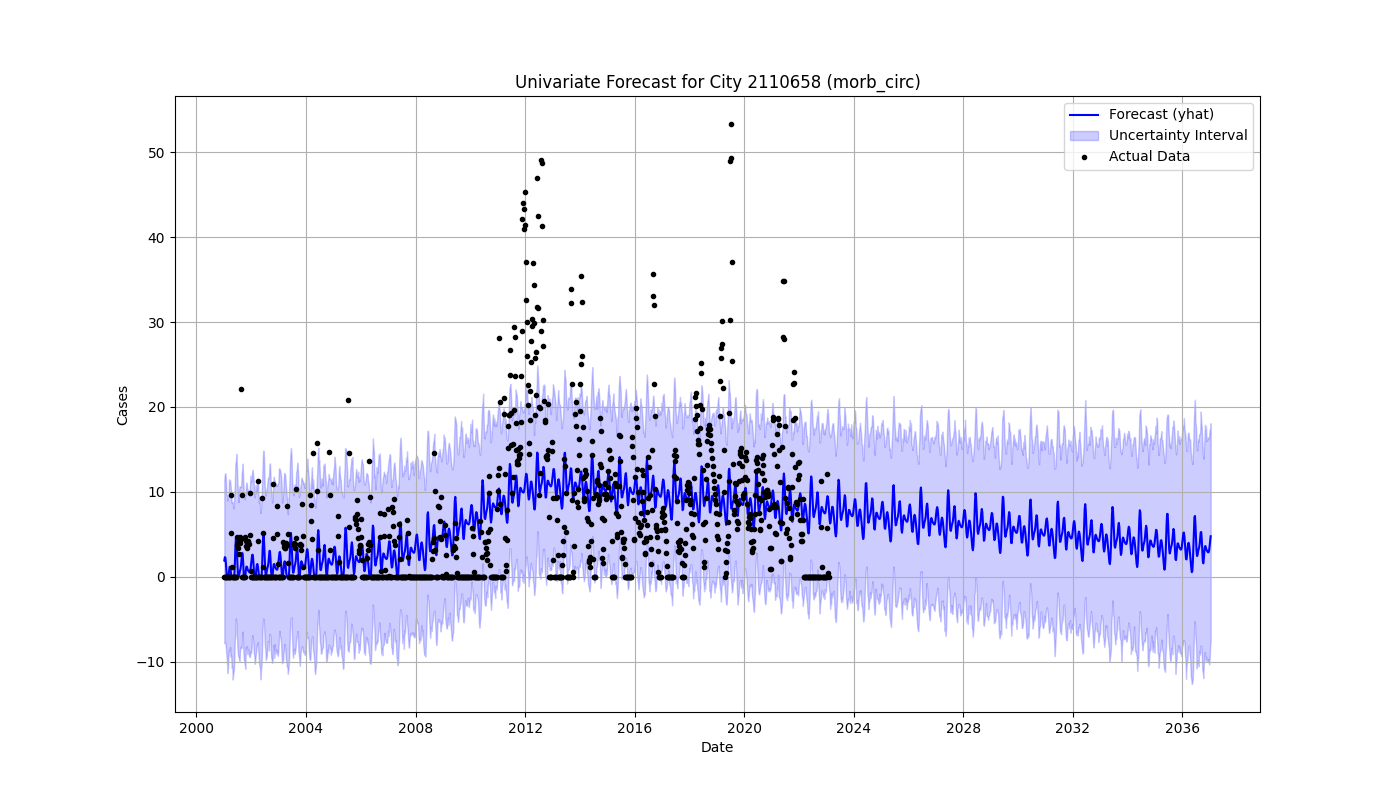 Univariate Forecast for City 2110658 (morb_circ)
Forecast (yhat)
Uncertainty Interval
Actual Data
Cases
50
40
30
20
10
0
−10
2000 2004 2008 2012 2016 2020 2024 2028 2032 2036
Date